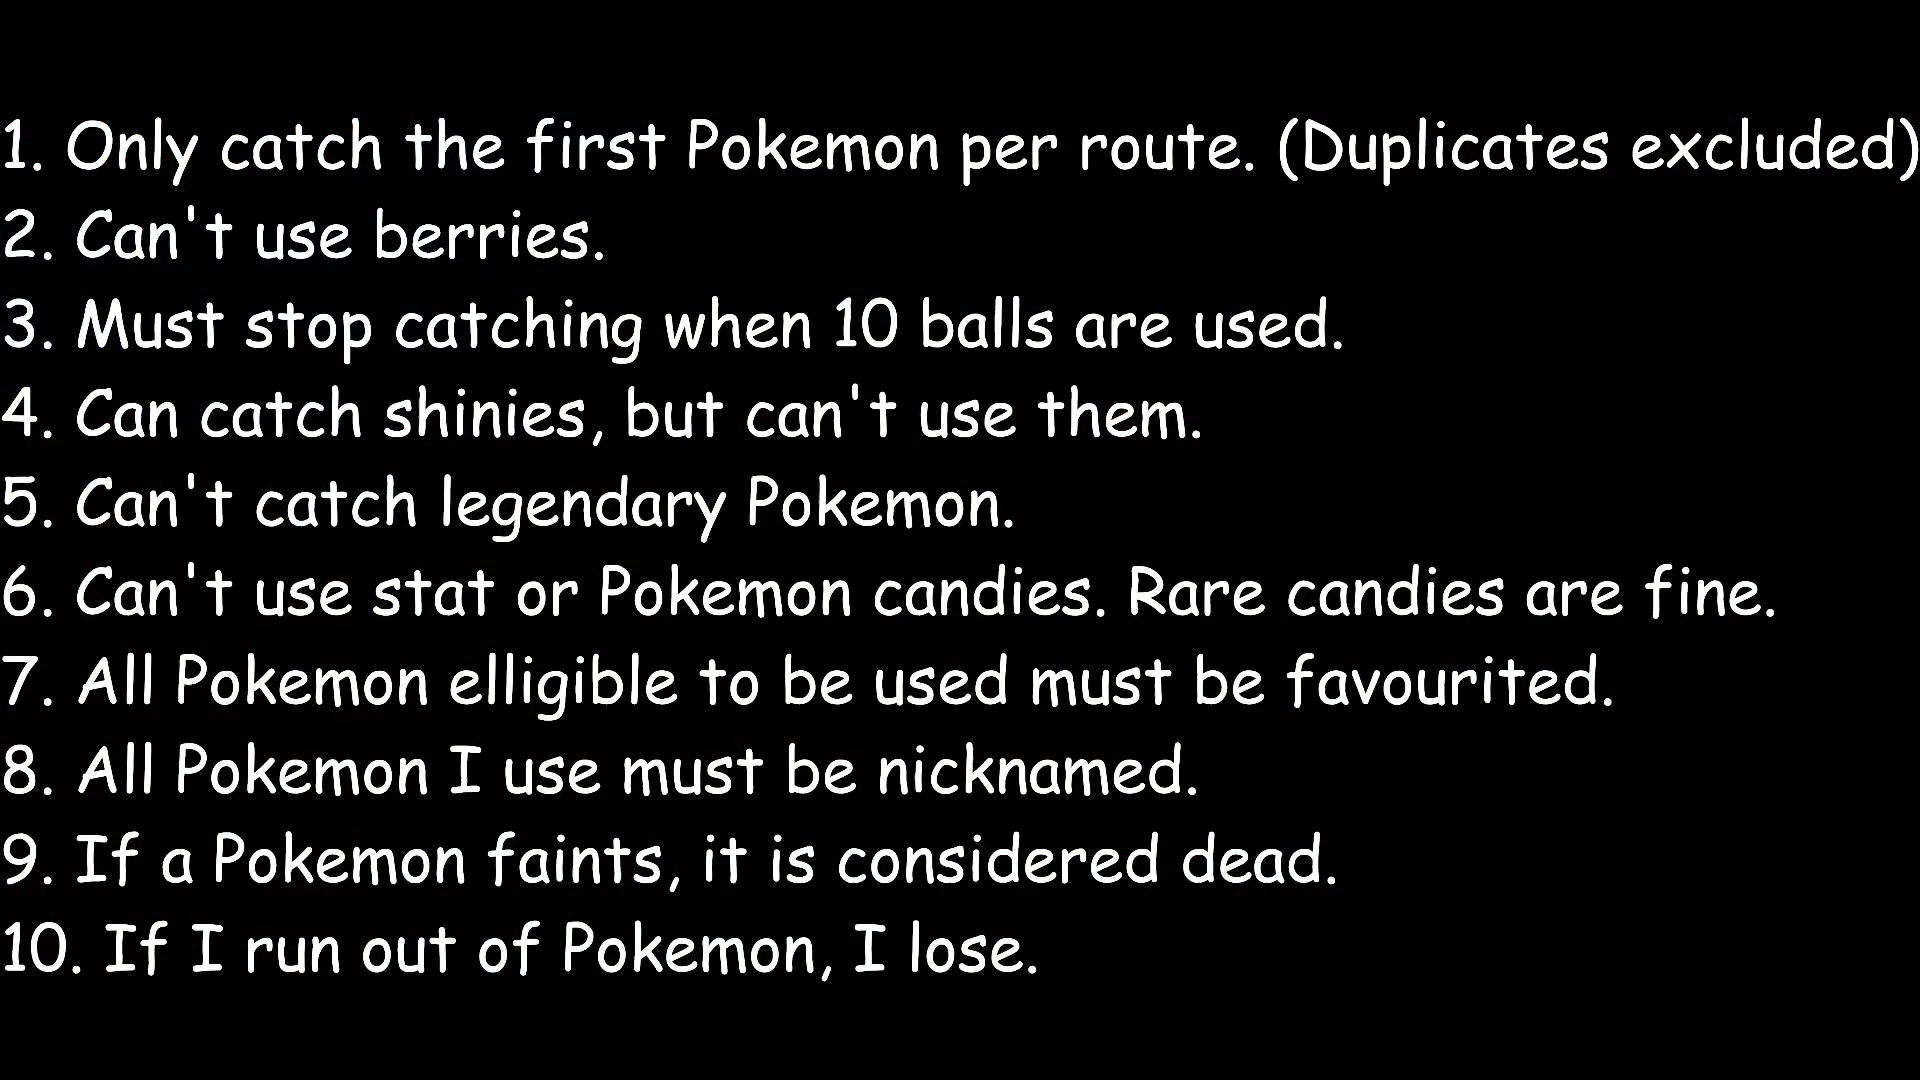 1. Only catch the first Pokemon per route. (Duplicates excluded)
2. Can't use berries.
3. Must stop catching when 10 balls are used.
4. Can catch shinies, but can't use them.
5. Can't catch legendary Pokemon.
6. Can't use stat or Pokemon candies. Rare candies are fine.
7. All Pokemon elligible to be used must be favourited.
8. All Pokemon I use must be nicknamed.
9. If a Pokemon faints, it is considered dead.
10. If I run out of Pokemon, I lose.